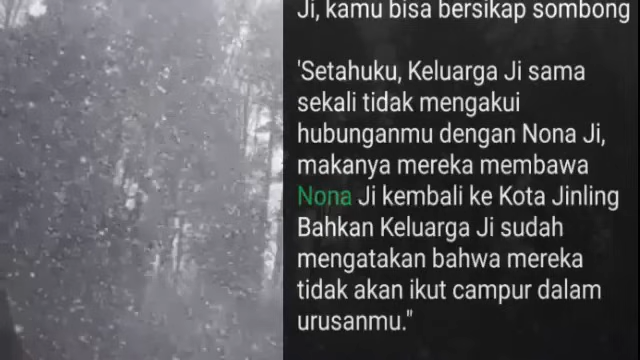 Ji, kamu bisa bersikap sombong
'Setahuku, Keluarga Ji sama
sekali tidak mengakui
hubunganmu dengan Nona Ji,
makanya mereka membawa
Nona Ji kembali ke Kota Jinling
Bahkan Keluarga Ji sudah
mengatakan bahwa mereka
tidak akan ikut campur dalam
urusanmu."